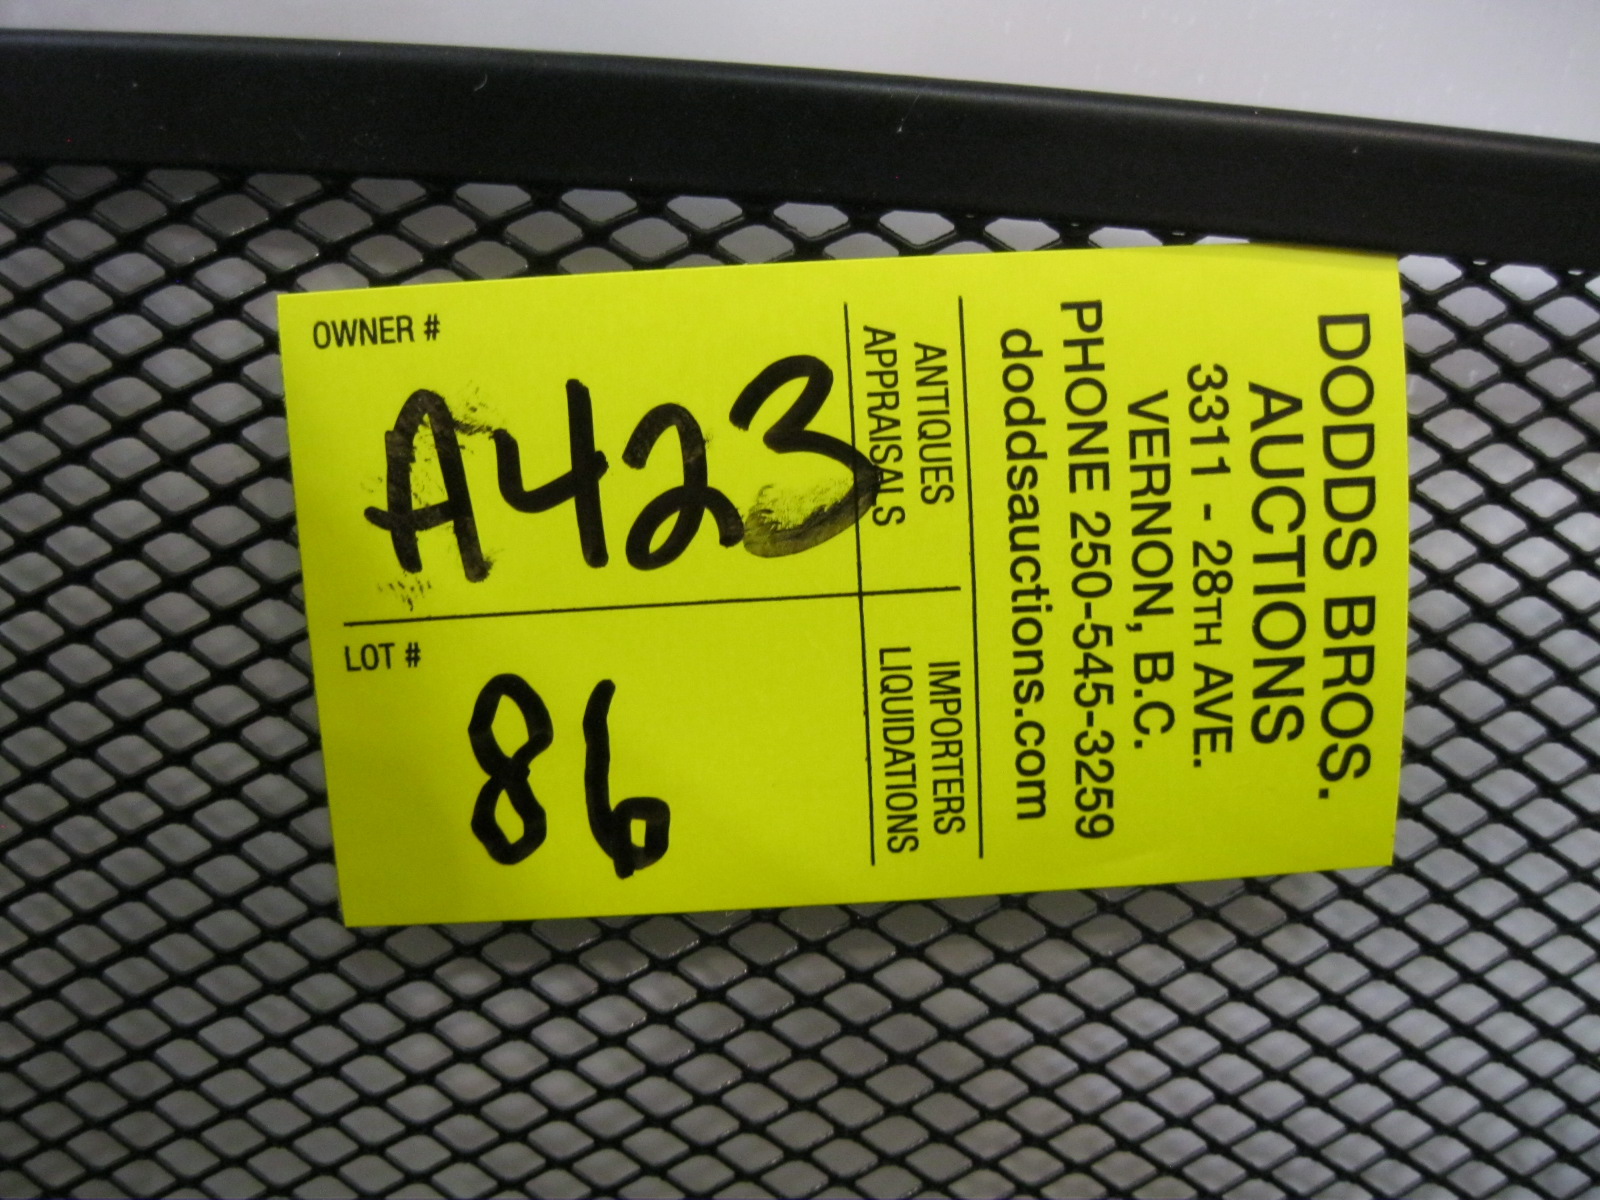 DODDS BROS.
AUCTIONS
3311 - 28TH AVE.
VERNON, B.C.
PHONE 250-545-3259
doddsauctions.com
ANTIQUES IMPORTERS
APPRAISALS LIQUIDATIONS
OWNER #
A423
LOT #
86